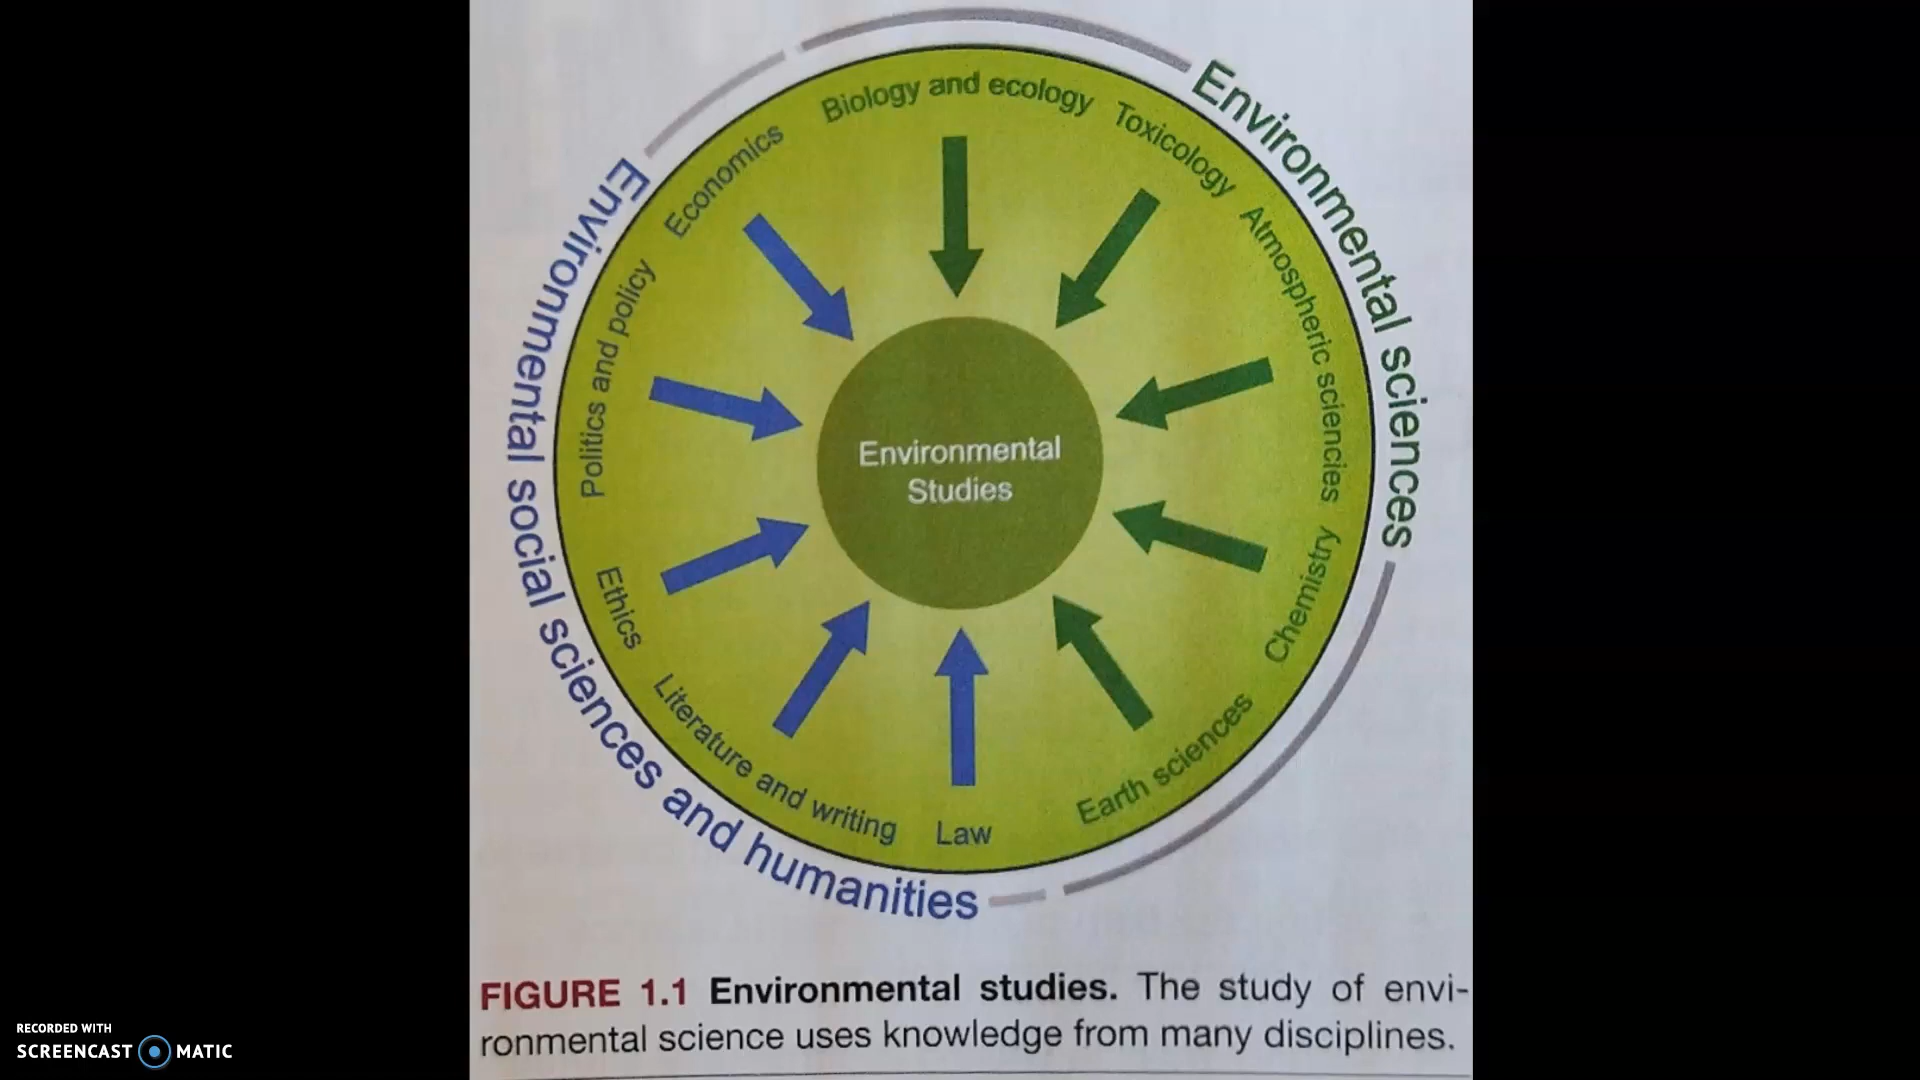 Environmental sciences
Biology and ecology
Toxicology
Atmospheric sciencies
Chemistry
Earth sciences
Environmental social sciences and humanities
Economics
Politics and policy
Ethics
Literature and writing
Law
Environmental
Studies
FIGURE 1.1 Environmental studies. The study of envi-
ronmental science uses knowledge from many disciplines.
RECORDED WITH
SCREENCAST MATIC